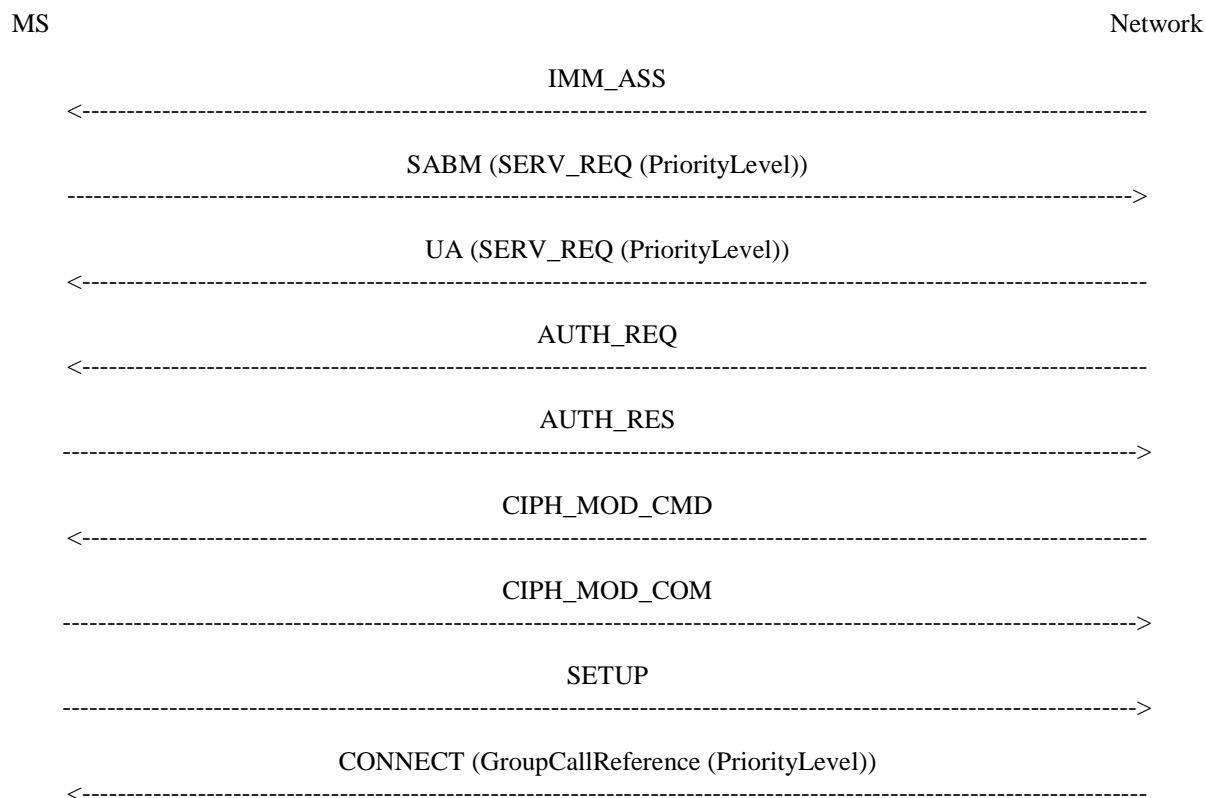 MS Network
IMM_ASS
<-----------------------------------------------------------------------------------------------------------------------
SABM (SERV_REQ (PriorityLevel))
----------------------------------------------------------------------------------------------------------------------->
UA (SERV_REQ (PriorityLevel))
<-----------------------------------------------------------------------------------------------------------------------
AUTH_REQ
<-----------------------------------------------------------------------------------------------------------------------
AUTH_RES
------------------------------------------------------------------------------------------------------------------------>
CIPH_MOD_CMD
<-----------------------------------------------------------------------------------------------------------------------
CIPH_MOD_COM
------------------------------------------------------------------------------------------------------------------------>
SETUP
------------------------------------------------------------------------------------------------------------------------>
CONNECT (GroupCallReference (PriorityLevel))
<-----------------------------------------------------------------------------------------------------------------------